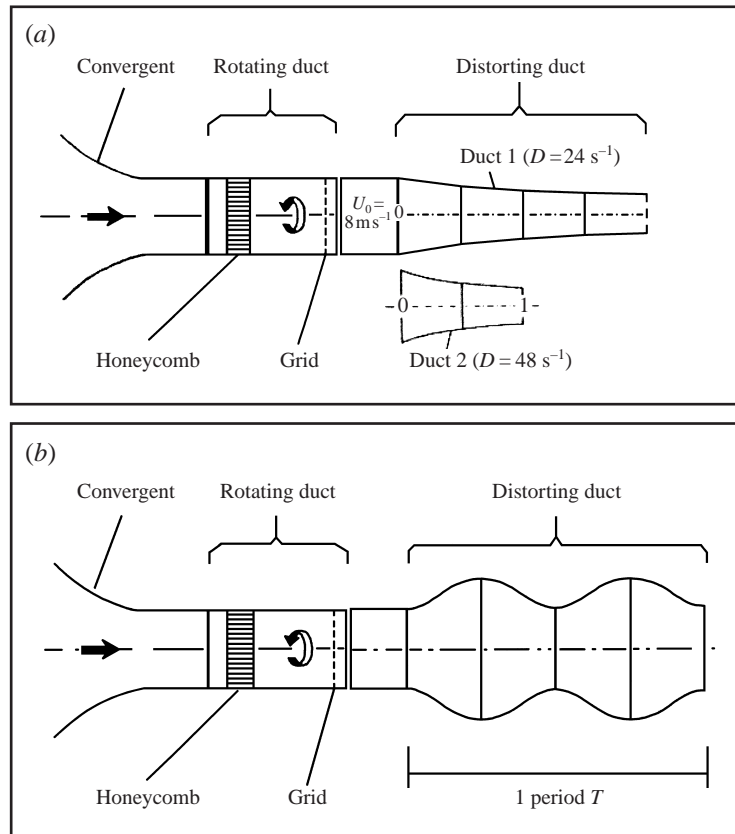 (a)
Convergent
Rotating duct
Distorting duct
Duct 1 (D = 24 s⁻¹)
U₀ =
8 m s⁻¹
0
0
1
Honeycomb
Grid
Duct 2 (D = 48 s⁻¹)
(b)
Convergent
Rotating duct
Distorting duct
Honeycomb
Grid
1 period T